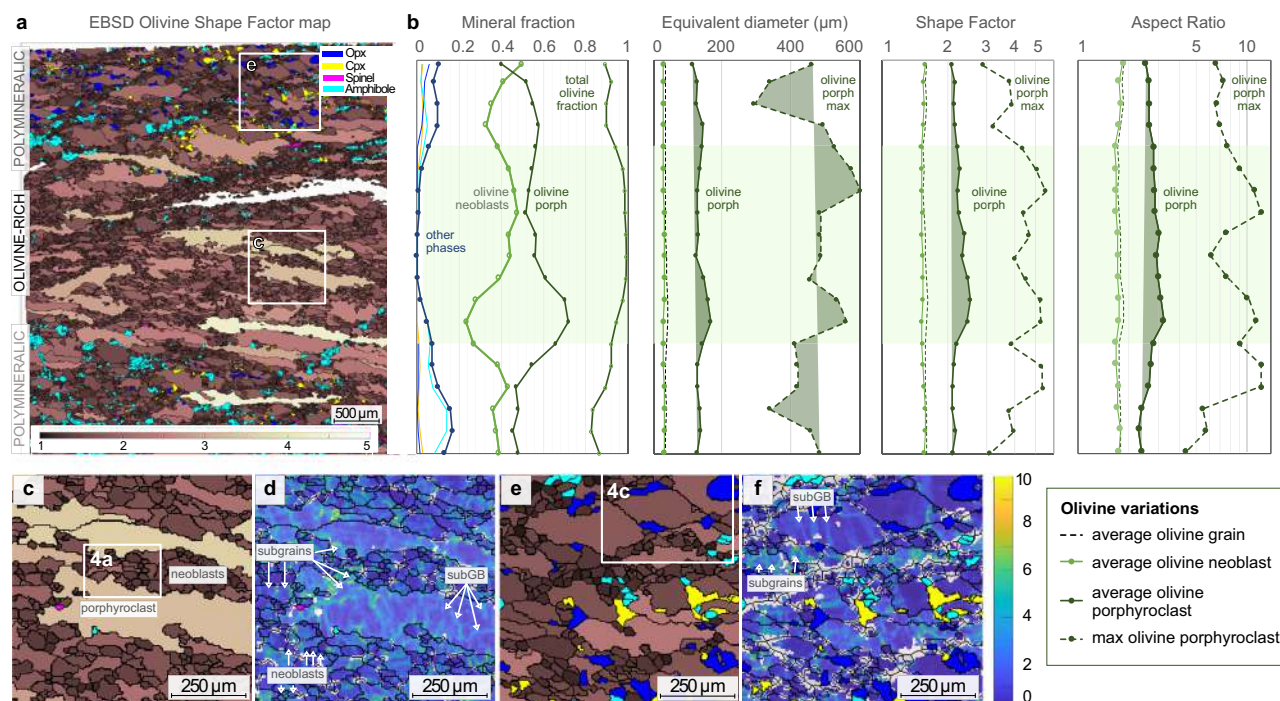 a EBSD Olivine Shape Factor map
POLYMINERALIC
OLIVINE-RICH
POLYMINERALIC
Opx
Cpx
Spinel
Amphibole
e
c
500 µm
1 2 3 4 5
b Mineral fraction
0 0.2 0.4 0.6 0.8 1
total
olivine
fraction
olivine
neoblasts
olivine
porph
other
phases
Equivalent diameter (µm)
0 200 400 600
olivine
porph
max
olivine
porph
Shape Factor
1 2 3 4 5
olivine
porph
max
olivine
porph
Aspect Ratio
1 5 10
olivine
porph
max
olivine
porph
c
4a
neoblasts
porphyroclast
250 µm
d
subgrains
subGB
neoblasts
250 µm
e
4c
250 µm
f
subGB
subgrains
250 µm
10
8
6
4
2
0
Olivine variations
average olivine grain
average olivine neoblast
average olivine
porphyroclast
max olivine porphyroclast